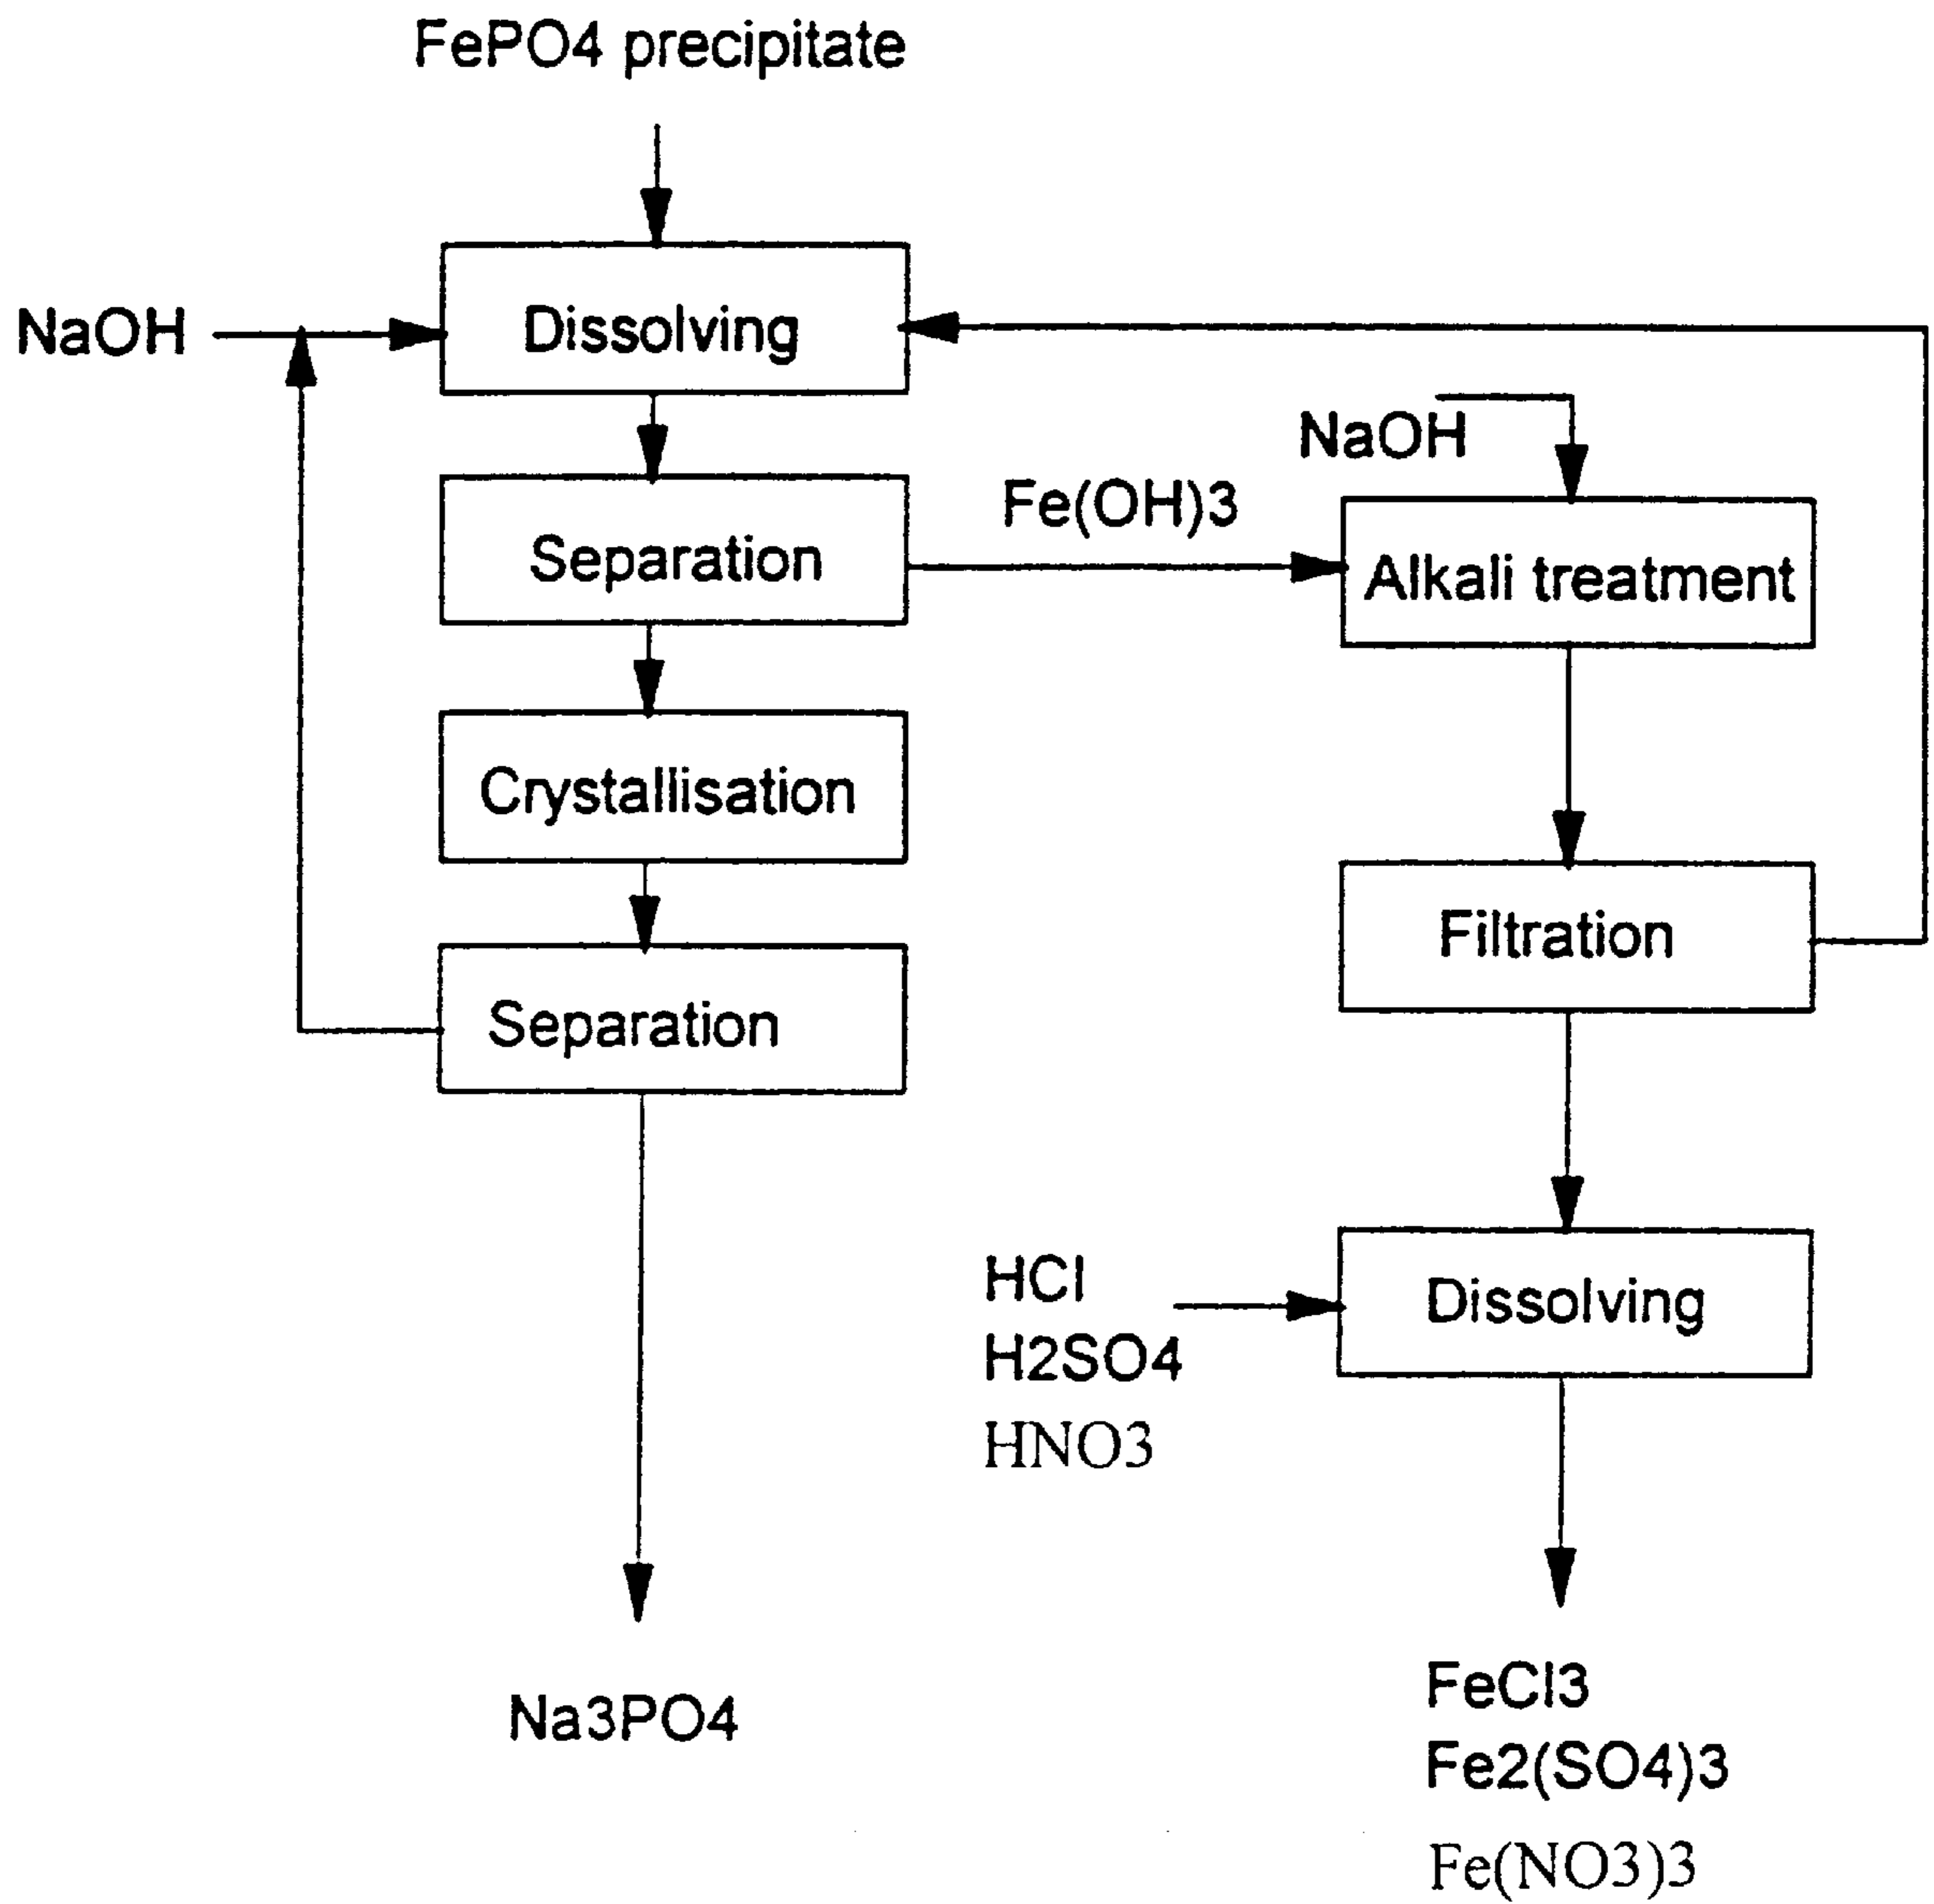 FePO4 precipitate
NaOH
Dissolving
NaOH
Fe(OH)3
Separation
Alkali treatment
Crystallisation
Filtration
Separation
HCl
H2SO4
HNO3
Dissolving
Na3PO4
FeCl3
Fe2(SO4)3
Fe(NO3)3